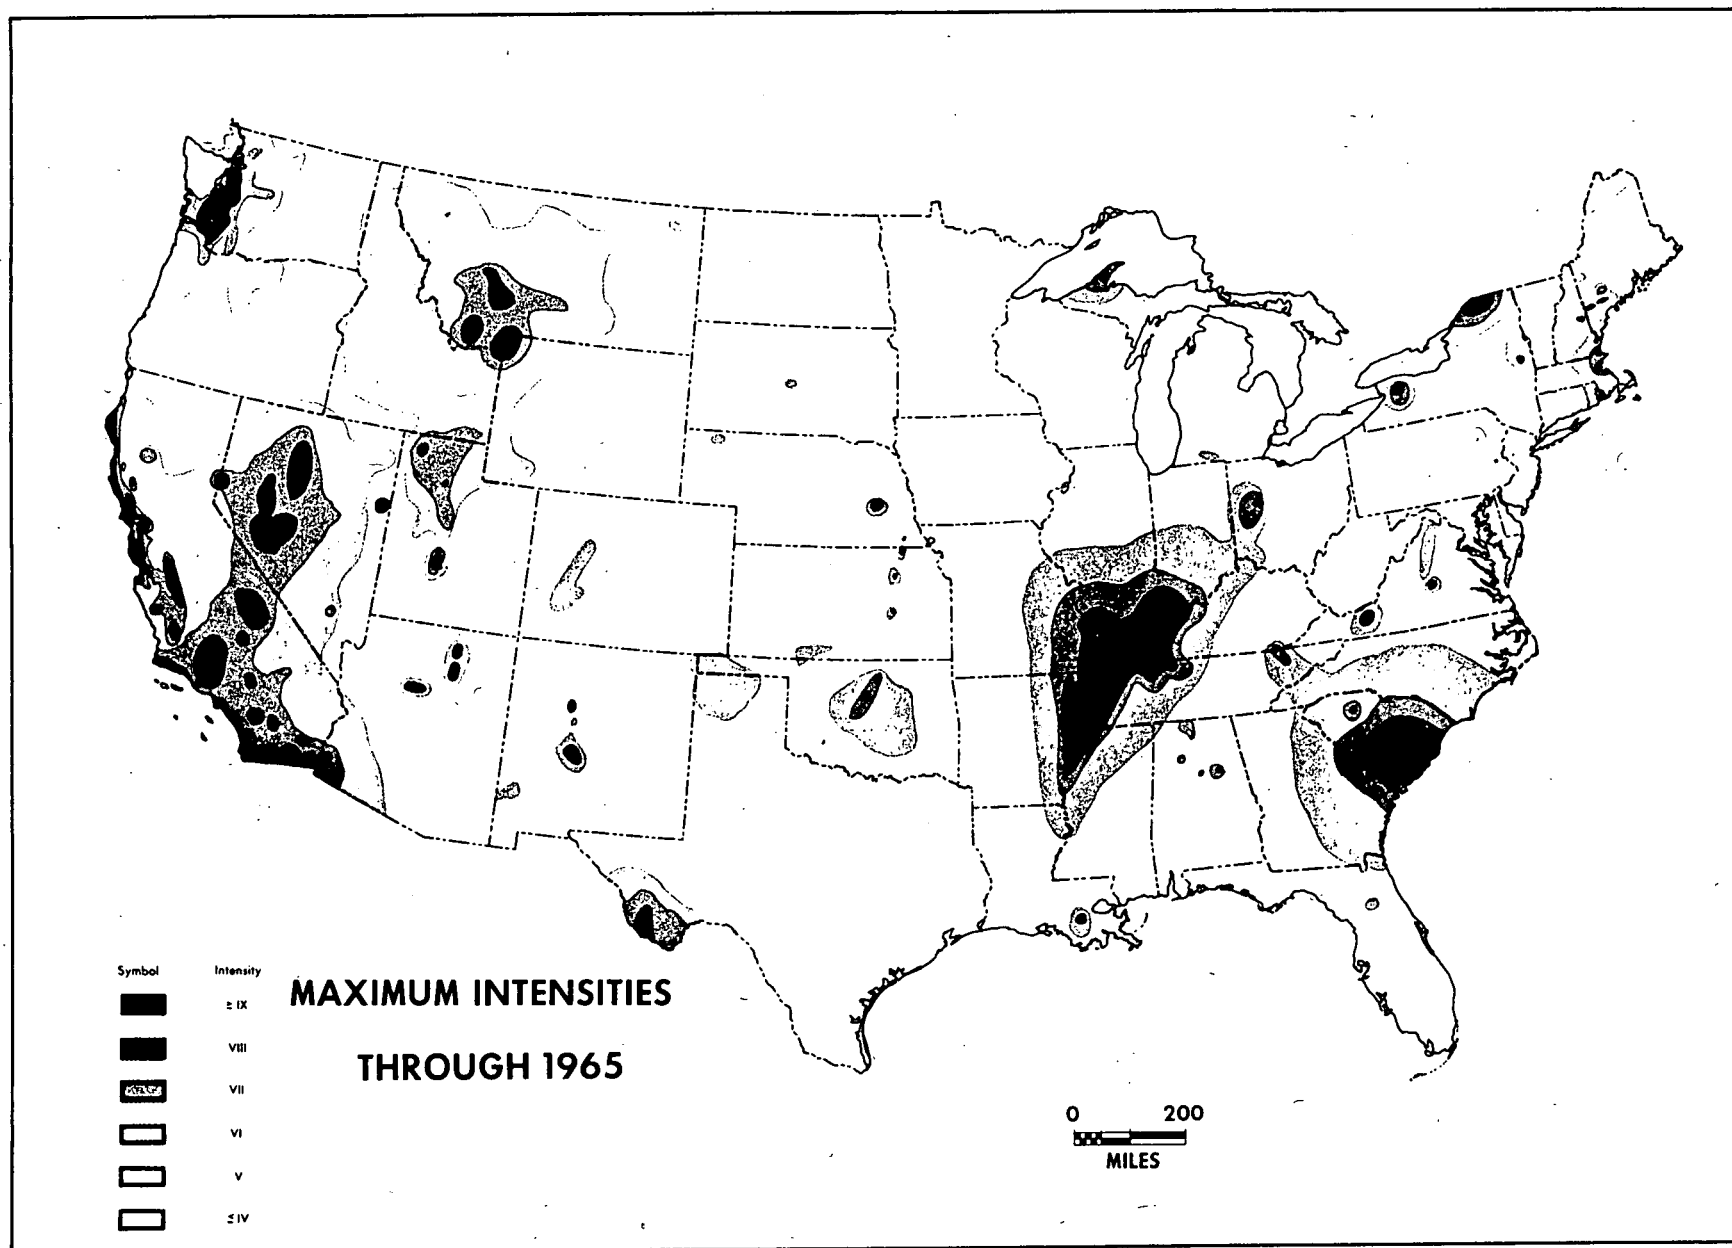 Symbol Intensity
≥ IX
VIII
VII
VI
V
≤ IV
MAXIMUM INTENSITIES
THROUGH 1965
0 200
MILES